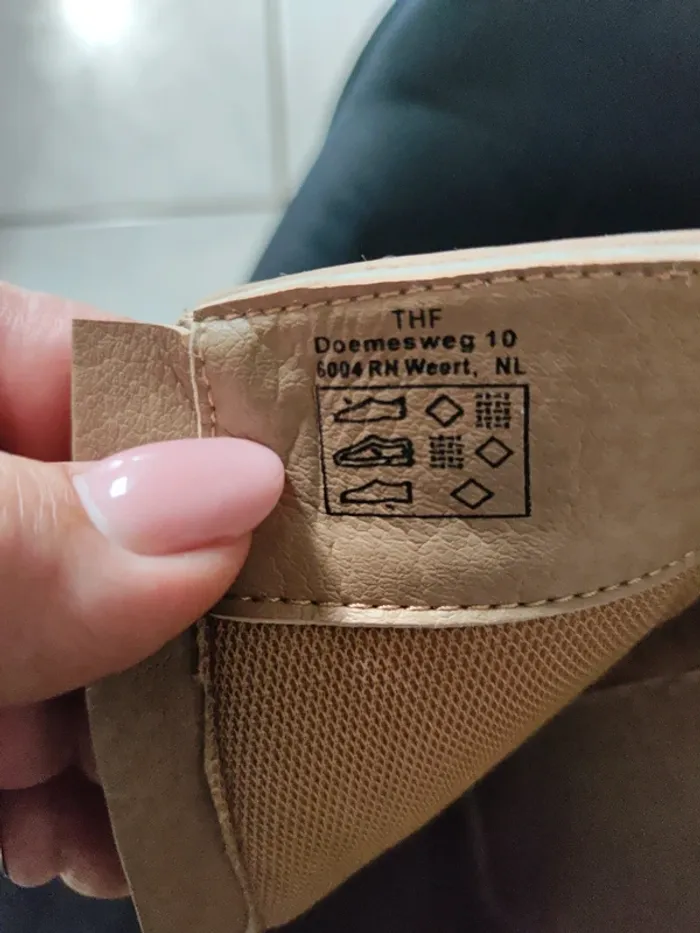 THF
Doemesweg 10
6004 RN Weert, NL